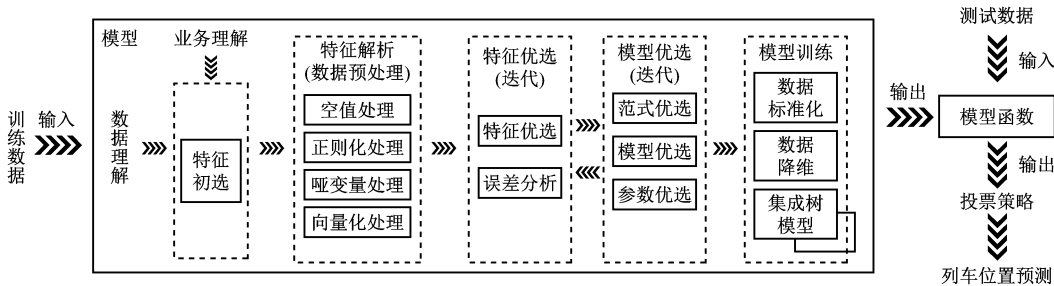 训练数据
输入
模型
数据理解
业务理解
特征
初选
特征解析
(数据预处理)
空值处理
正则化处理
哑变量处理
向量化处理
特征优选
(迭代)
特征优选
误差分析
模型优选
(迭代)
范式优选
模型优选
参数优选
模型训练
数据
标准化
数据
降维
集成树
模型
输出
测试数据
输入
模型函数
输出
投票策略
列车位置预测